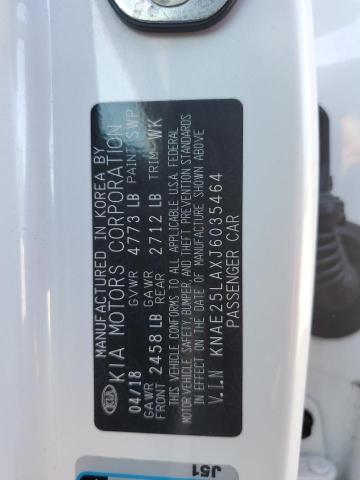 MANUFACTURED IN KOREA BY
KIA KIA MOTORS CORPORATION
04/18 GVWR 4773 LB PAINT SWP
GAWR FRONT 2458 LB GAWR REAR 2712 LB TRIM WK
THIS VEHICLE CONFORMS TO ALL APPLICABLE U.S.A. FEDERAL
MOTOR VEHICLE SAFETY, BUMPER, AND THEFT PREVENTION STANDARDS
IN EFFECT ON THE DATE OF MANUFACTURE SHOWN ABOVE
V.I.N KNAE25LAXJ6035464
PASSENGER CAR
J51